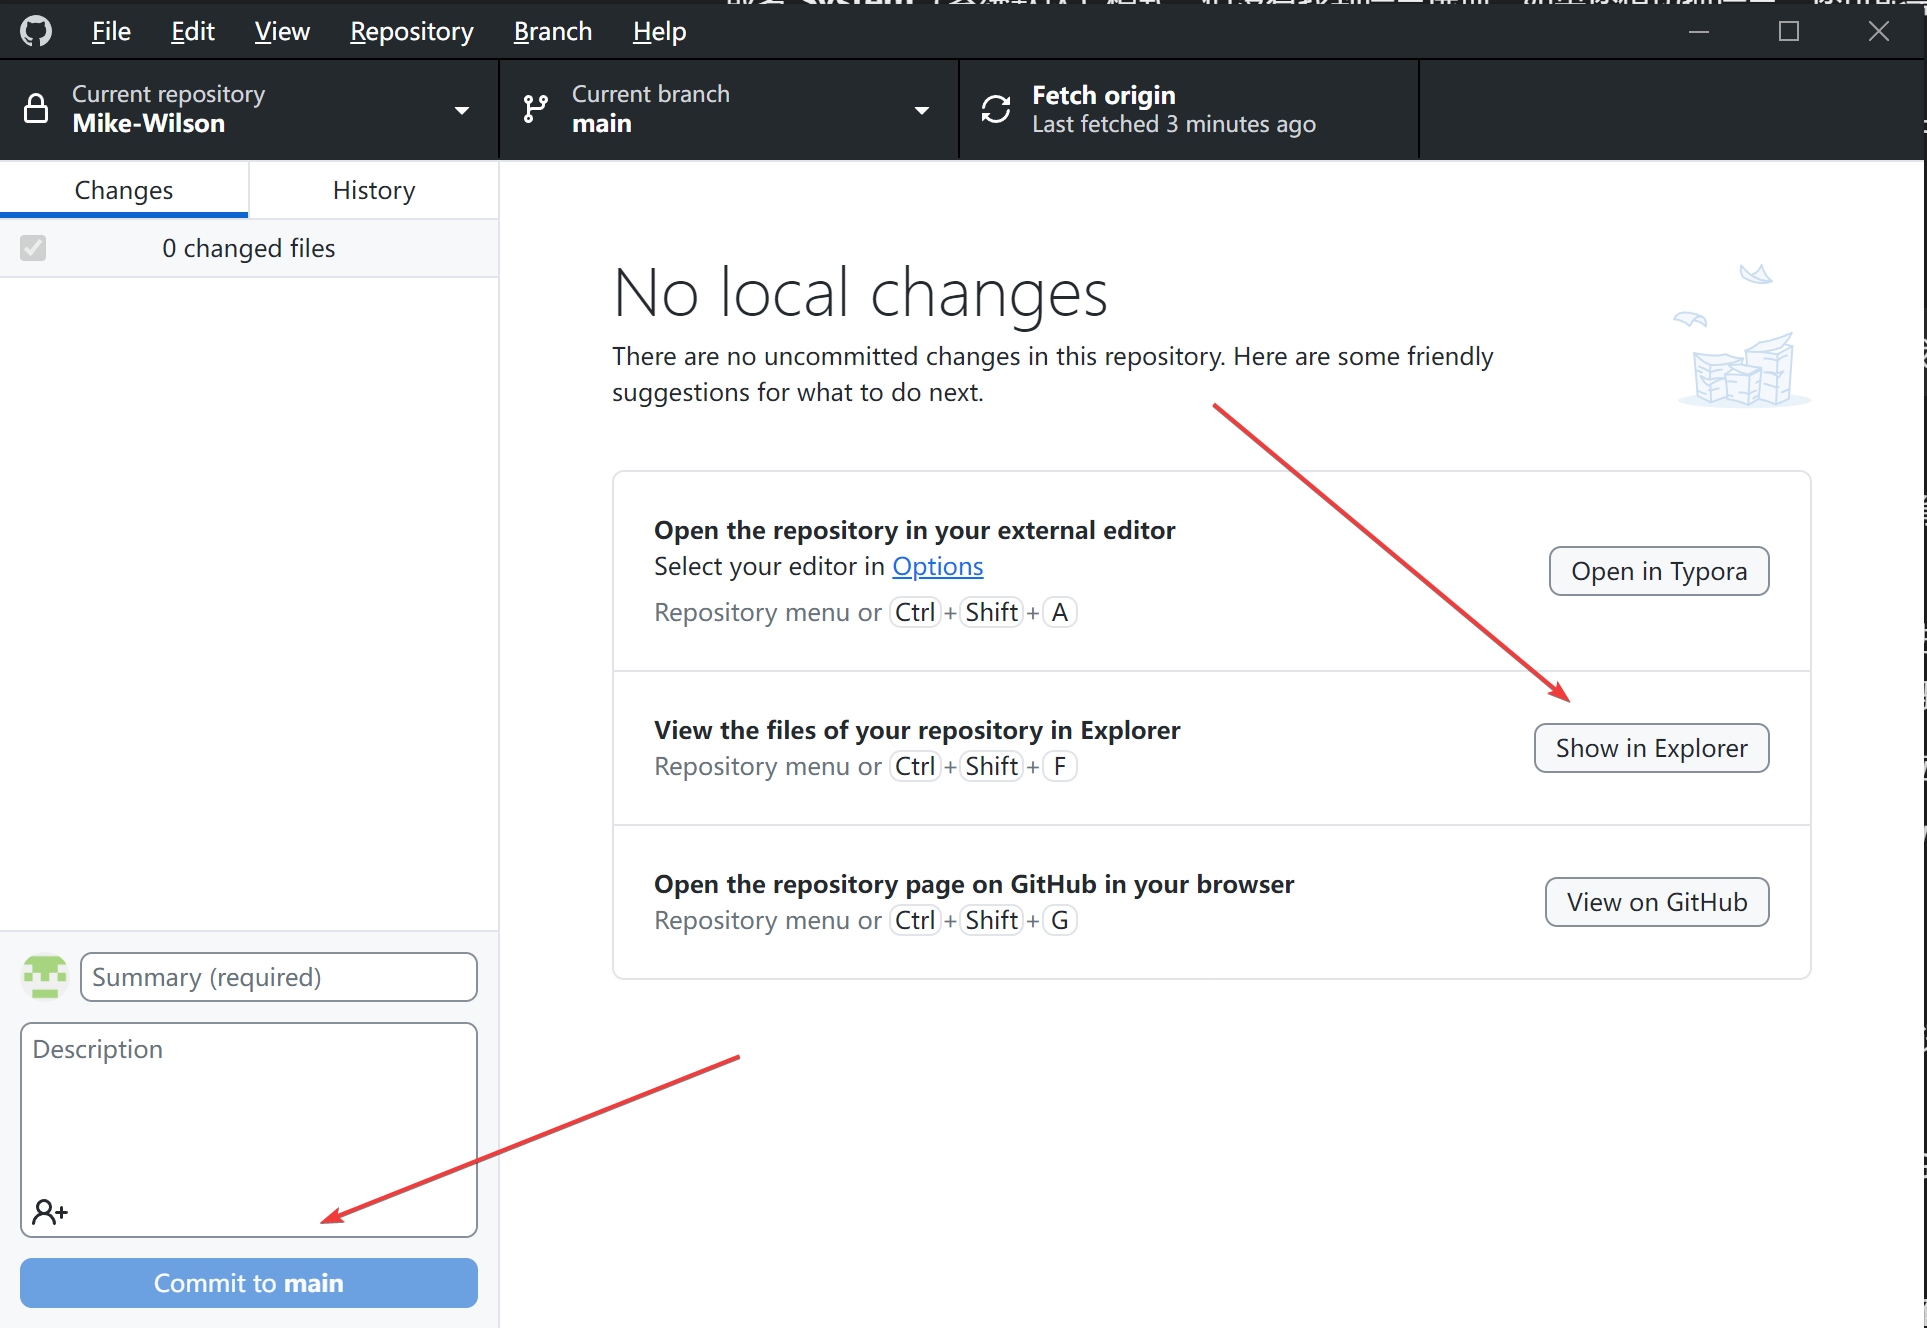 File Edit View Repository Branch Help
Current repository
Mike-Wilson
Current branch
main
Fetch origin
Last fetched 3 minutes ago
Changes
History
0 changed files
No local changes
There are no uncommitted changes in this repository. Here are some friendly
suggestions for what to do next.
Open the repository in your external editor
Select your editor in Options
Repository menu or Ctrl + Shift + A
Open in Typora
View the files of your repository in Explorer
Repository menu or Ctrl + Shift + F
Show in Explorer
Open the repository page on GitHub in your browser
Repository menu or Ctrl + Shift + G
View on GitHub
Summary (required)
Description
Commit to main